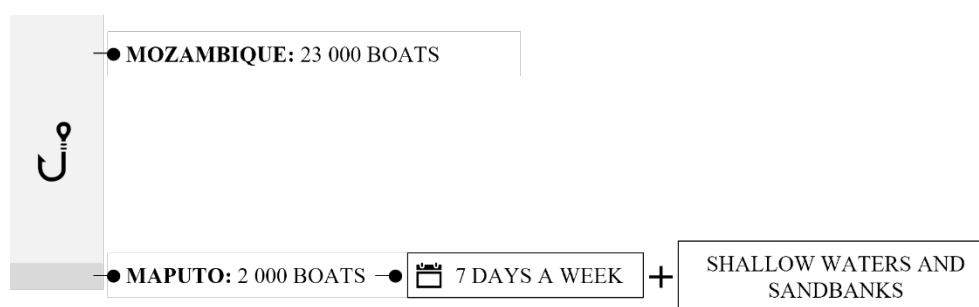 MOZAMBIQUE: 23 000 BOATS
MAPUTO: 2 000 BOATS
7 DAYS A WEEK
+
SHALLOW WATERS AND
SANDBANKS